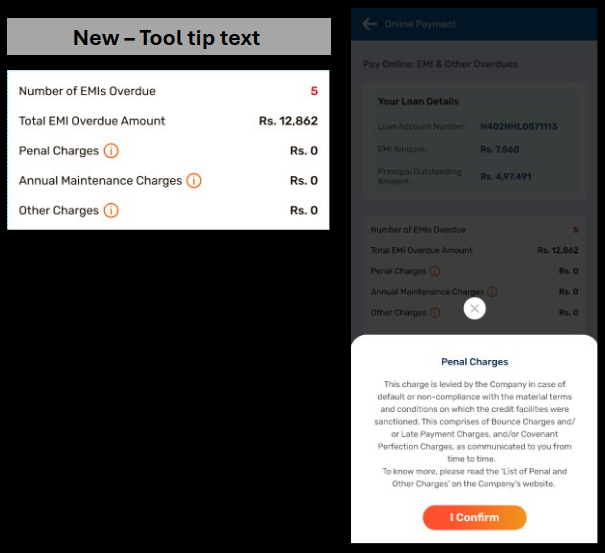 New – Tool tip text
Number of EMIs Overdue 5
Total EMI Overdue Amount Rs. 12,862
Penal Charges Rs. 0
Annual Maintenance Charges Rs. 0
Other Charges Rs. 0
Online Payment
Pay Online: EMI & Other Overdues
Your Loan Details
Loan Account Number: H402HHL0871113
EMI Amount: Rs. 7,568
Principal Outstanding
Amount: Rs. 4,97,491
Number of EMIs Overdue 5
Total EMI Overdue Amount Rs. 12,862
Penal Charges Rs. 0
Annual Maintenance Charges Rs. 0
Other Charges Rs. 0
Penal Charges
This charge is levied by the Company in case of
default or non-compliance with the material terms
and conditions on which the credit facilities were
sanctioned. This comprises of Bounce Charges and/
or Late Payment Charges, and/or Covenant
Perfection Charges, as communicated to you from
time to time.
To know more, please read the 'List of Penal and
Other Charges' on the Company's website.
I Confirm